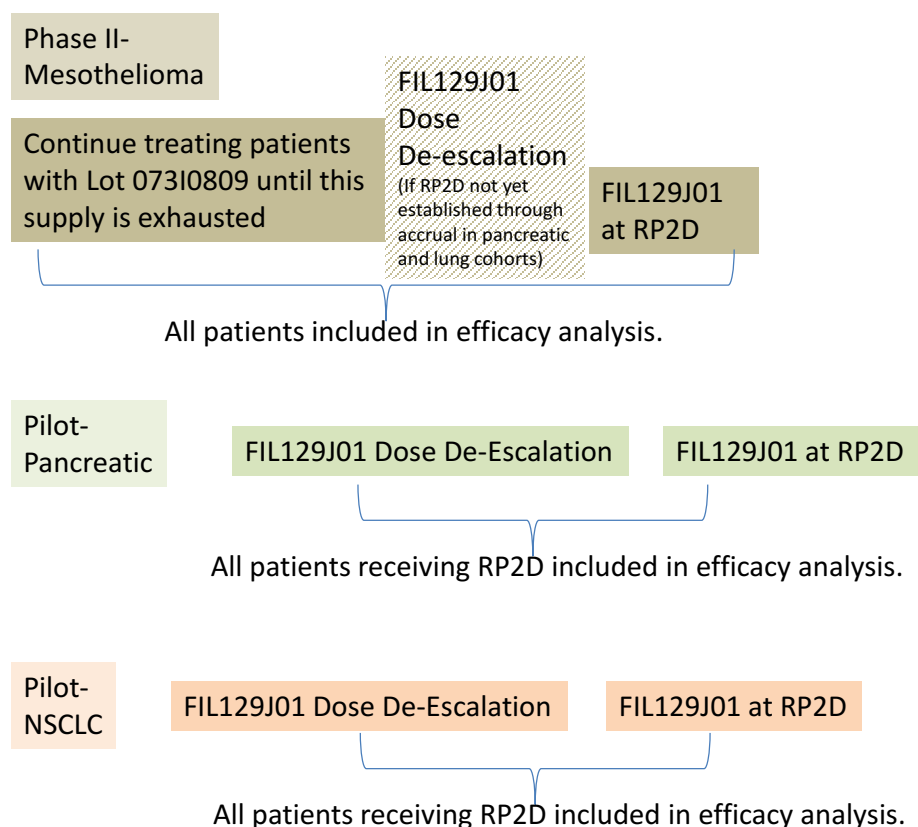 Phase II-
Mesothelioma
Continue treating patients
with Lot 073I0809 until this
supply is exhausted
FIL129J01
Dose
De-escalation
(If RP2D not yet
established through
accrual in pancreatic
and lung cohorts)
FIL129J01
at RP2D
All patients included in efficacy analysis.
Pilot-
Pancreatic
FIL129J01 Dose De-Escalation
FIL129J01 at RP2D
All patients receiving RP2D included in efficacy analysis.
Pilot-
NSCLC
FIL129J01 Dose De-Escalation
FIL129J01 at RP2D
All patients receiving RP2D included in efficacy analysis.